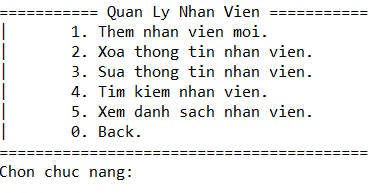 =========== Quan Ly Nhan Vien ===========
|       1. Them nhan vien moi.
|       2. Xoa thong tin nhan vien.
|       3. Sua thong tin nhan vien.
|       4. Tim kiem nhan vien.
|       5. Xem danh sach nhan vien.
|       0. Back.
=========================================
Chon chuc nang: